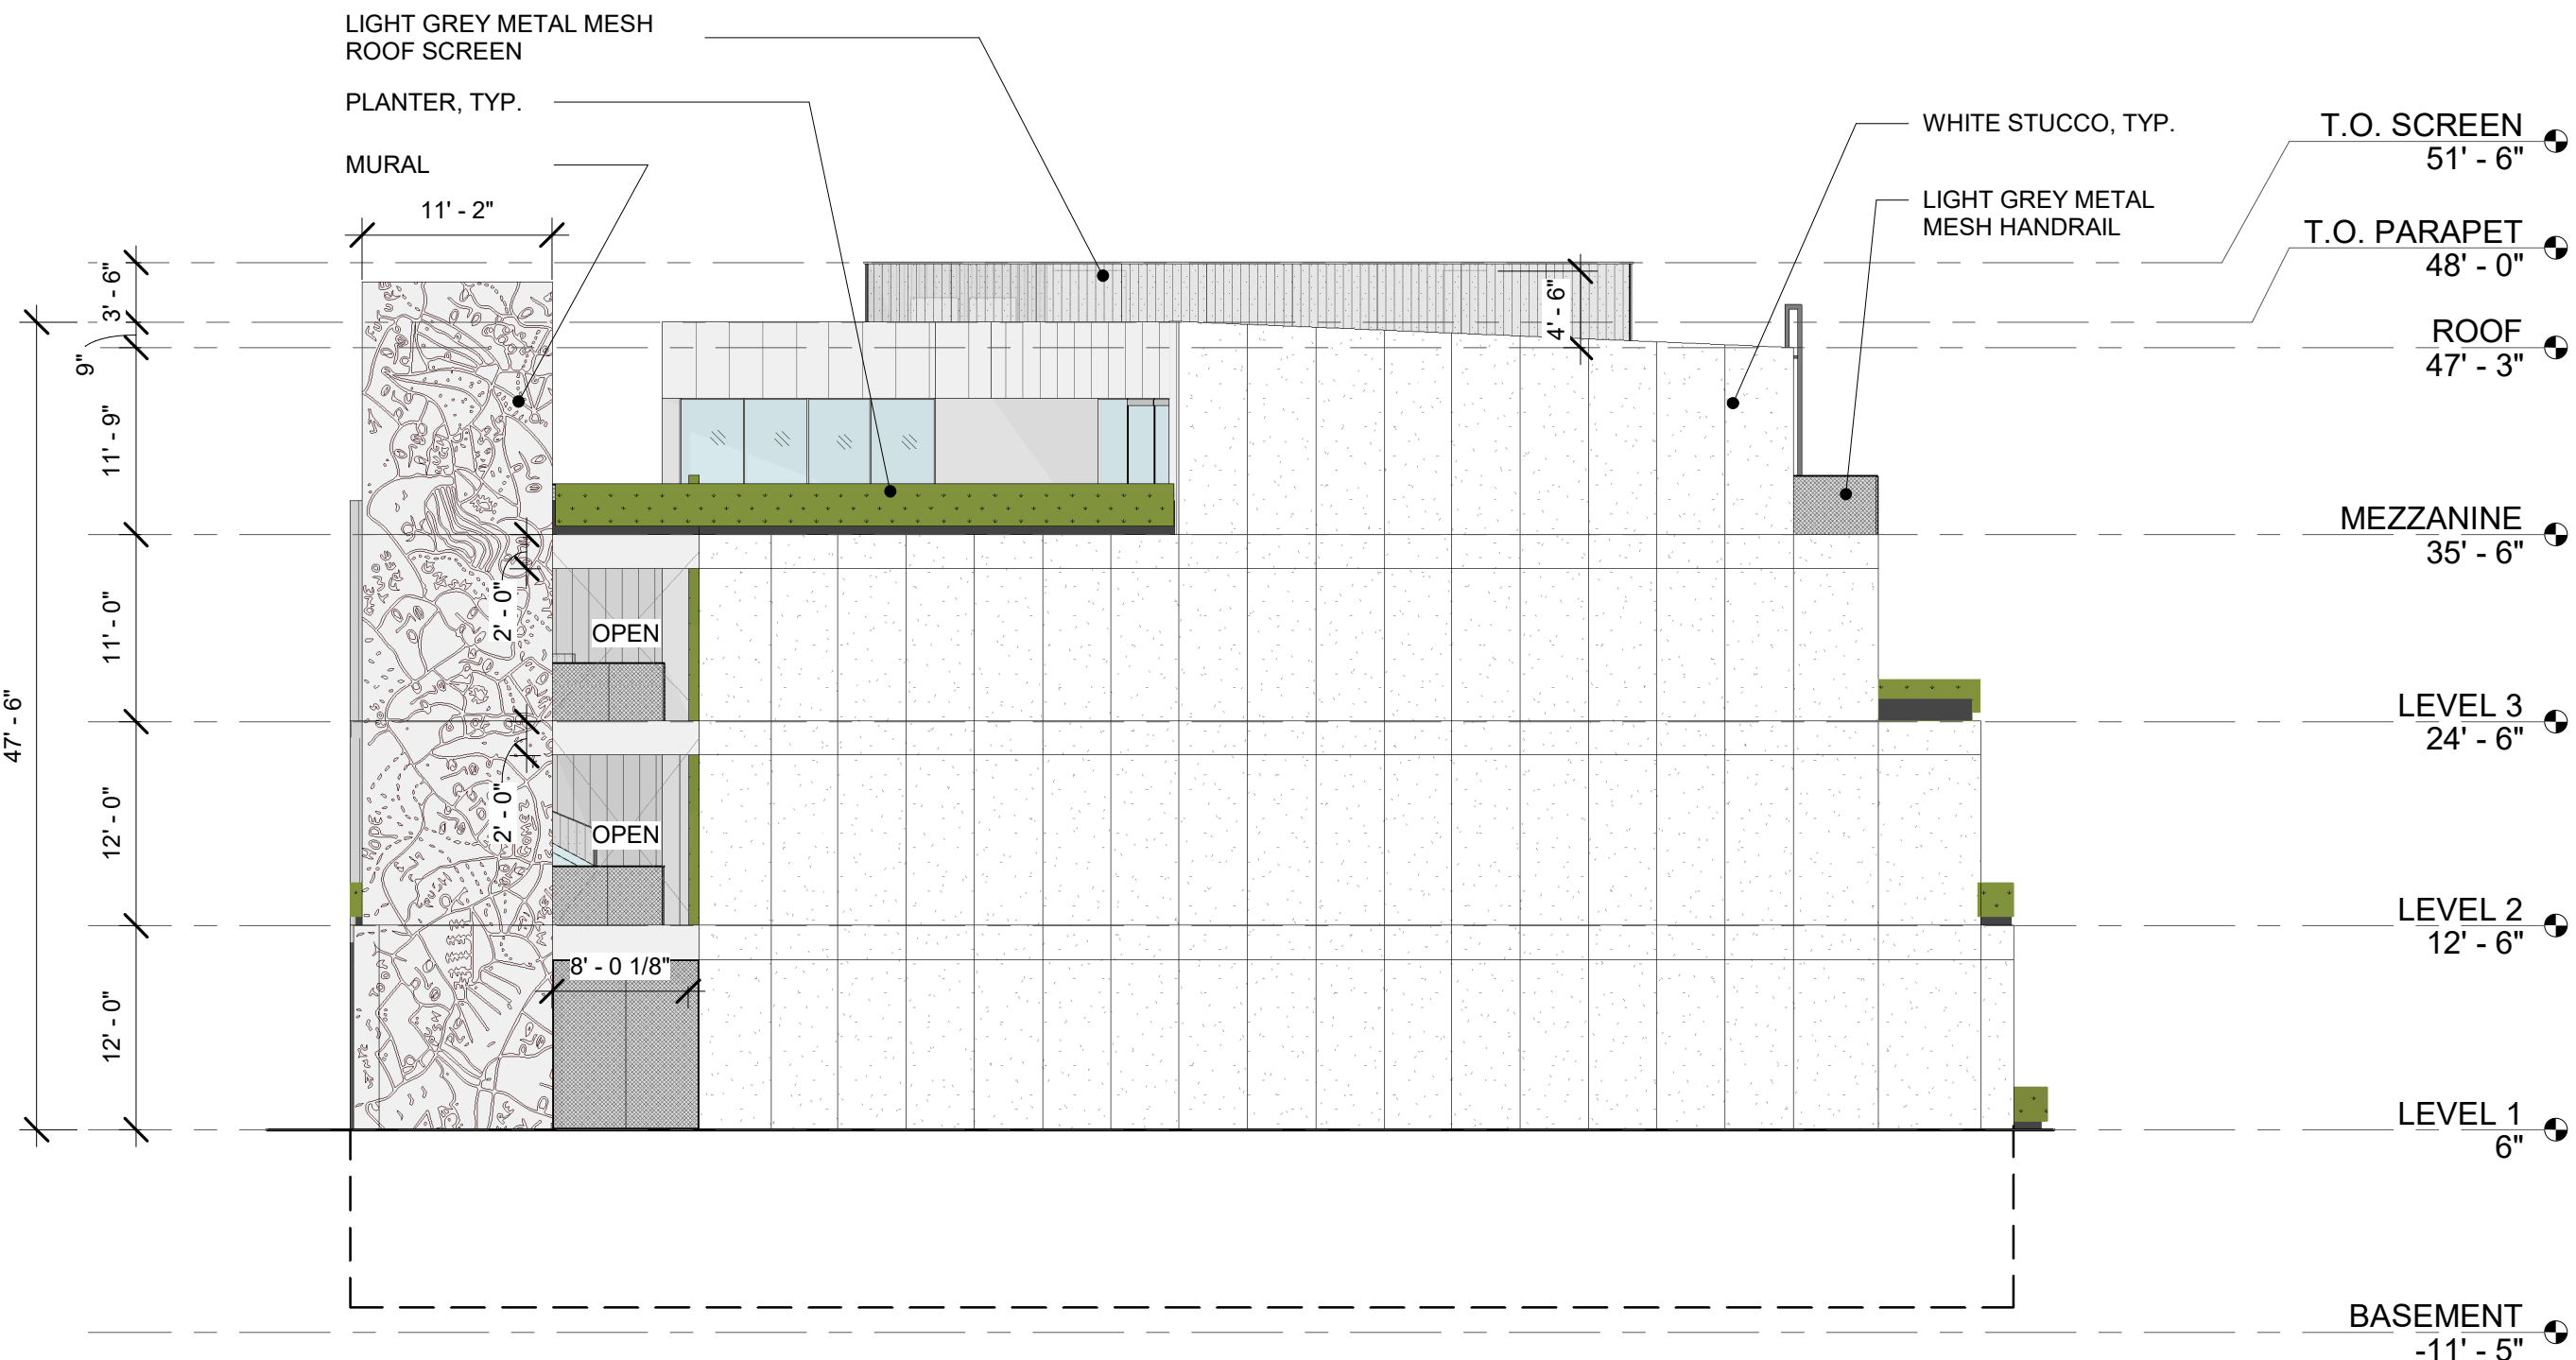 LIGHT GREY METAL MESH
ROOF SCREEN
PLANTER, TYP.
MURAL
11' - 2"
WHITE STUCCO, TYP.
LIGHT GREY METAL
MESH HANDRAIL
T.O. SCREEN
51' - 6"
T.O. PARAPET
48' - 0"
ROOF
47' - 3"
MEZZANINE
35' - 6"
LEVEL 3
24' - 6"
LEVEL 2
12' - 6"
LEVEL 1
6"
BASEMENT
-11' - 5"
3' - 6"
9"
11' - 9"
11' - 0"
12' - 0"
12' - 0"
47' - 6"
4' - 6"
2' - 0"
OPEN
2' - 0"
OPEN
8' - 0 1/8"
FUTURE
HOPE